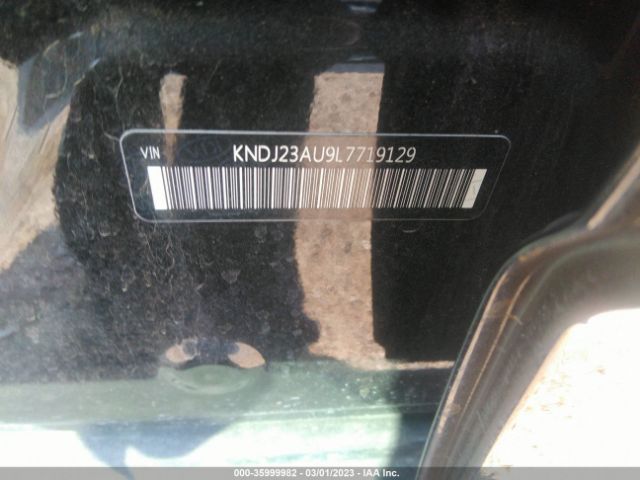 VIN KNDJ23AU9L7719129
000-35999982 - 03/01/2023 - IAA Inc.